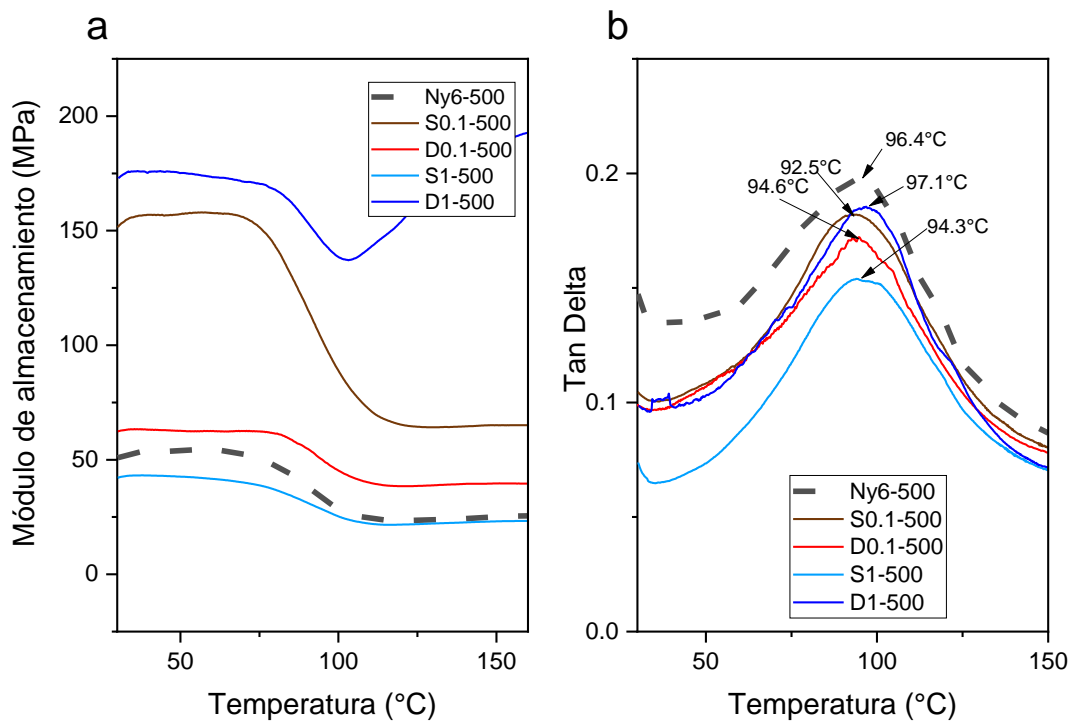 a
Módulo de almacenamiento (MPa)
200
150
100
50
0
50
100
150
Temperatura (°C)
Ny6-500
S0.1-500
D0.1-500
S1-500
D1-500
b
Tan Delta
0.2
0.1
0.0
50
100
150
Temperatura (°C)
96.4°C
92.5°C
94.6°C
97.1°C
94.3°C
Ny6-500
S0.1-500
D0.1-500
S1-500
D1-500